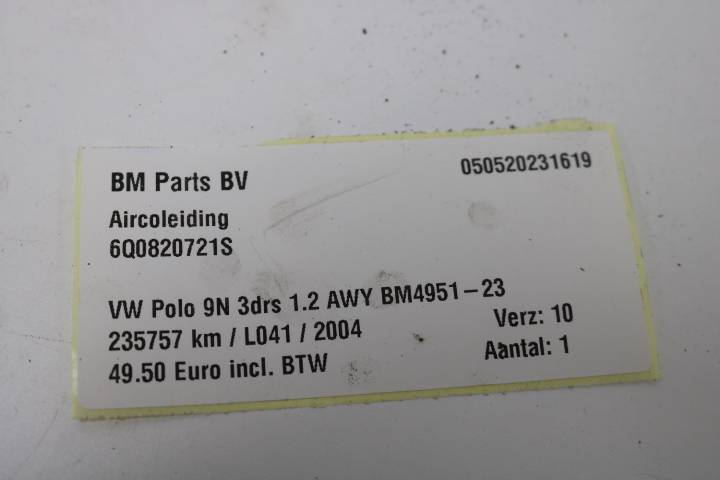 BM Parts BV
050520231619
Aircoleiding
6Q0820721S
VW Polo 9N 3drs 1.2 AWY BM4951-23
235757 km / L041 / 2004
Verz: 10
49.50 Euro incl. BTW
Aantal: 1